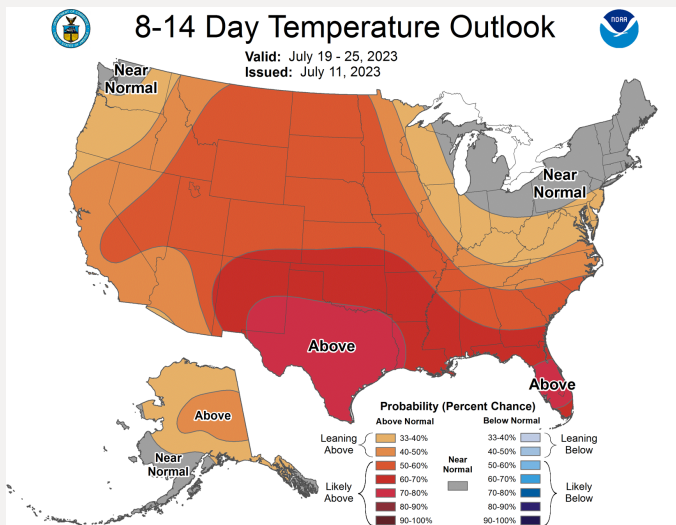 8-14 Day Temperature Outlook
NOAA
Valid: July 19 - 25, 2023
Issued: July 11, 2023
Near
Normal
Near
Normal
Above
Above
Above
Near
Normal
Probability (Percent Chance)
Above Normal
Below Normal
Leaning
Above
33-40%
40-50%
Likely
Above
50-60%
60-70%
70-80%
80-90%
90-100%
Near
Normal
33-40%
40-50%
Leaning
Below
50-60%
60-70%
70-80%
80-90%
90-100%
Likely
Below